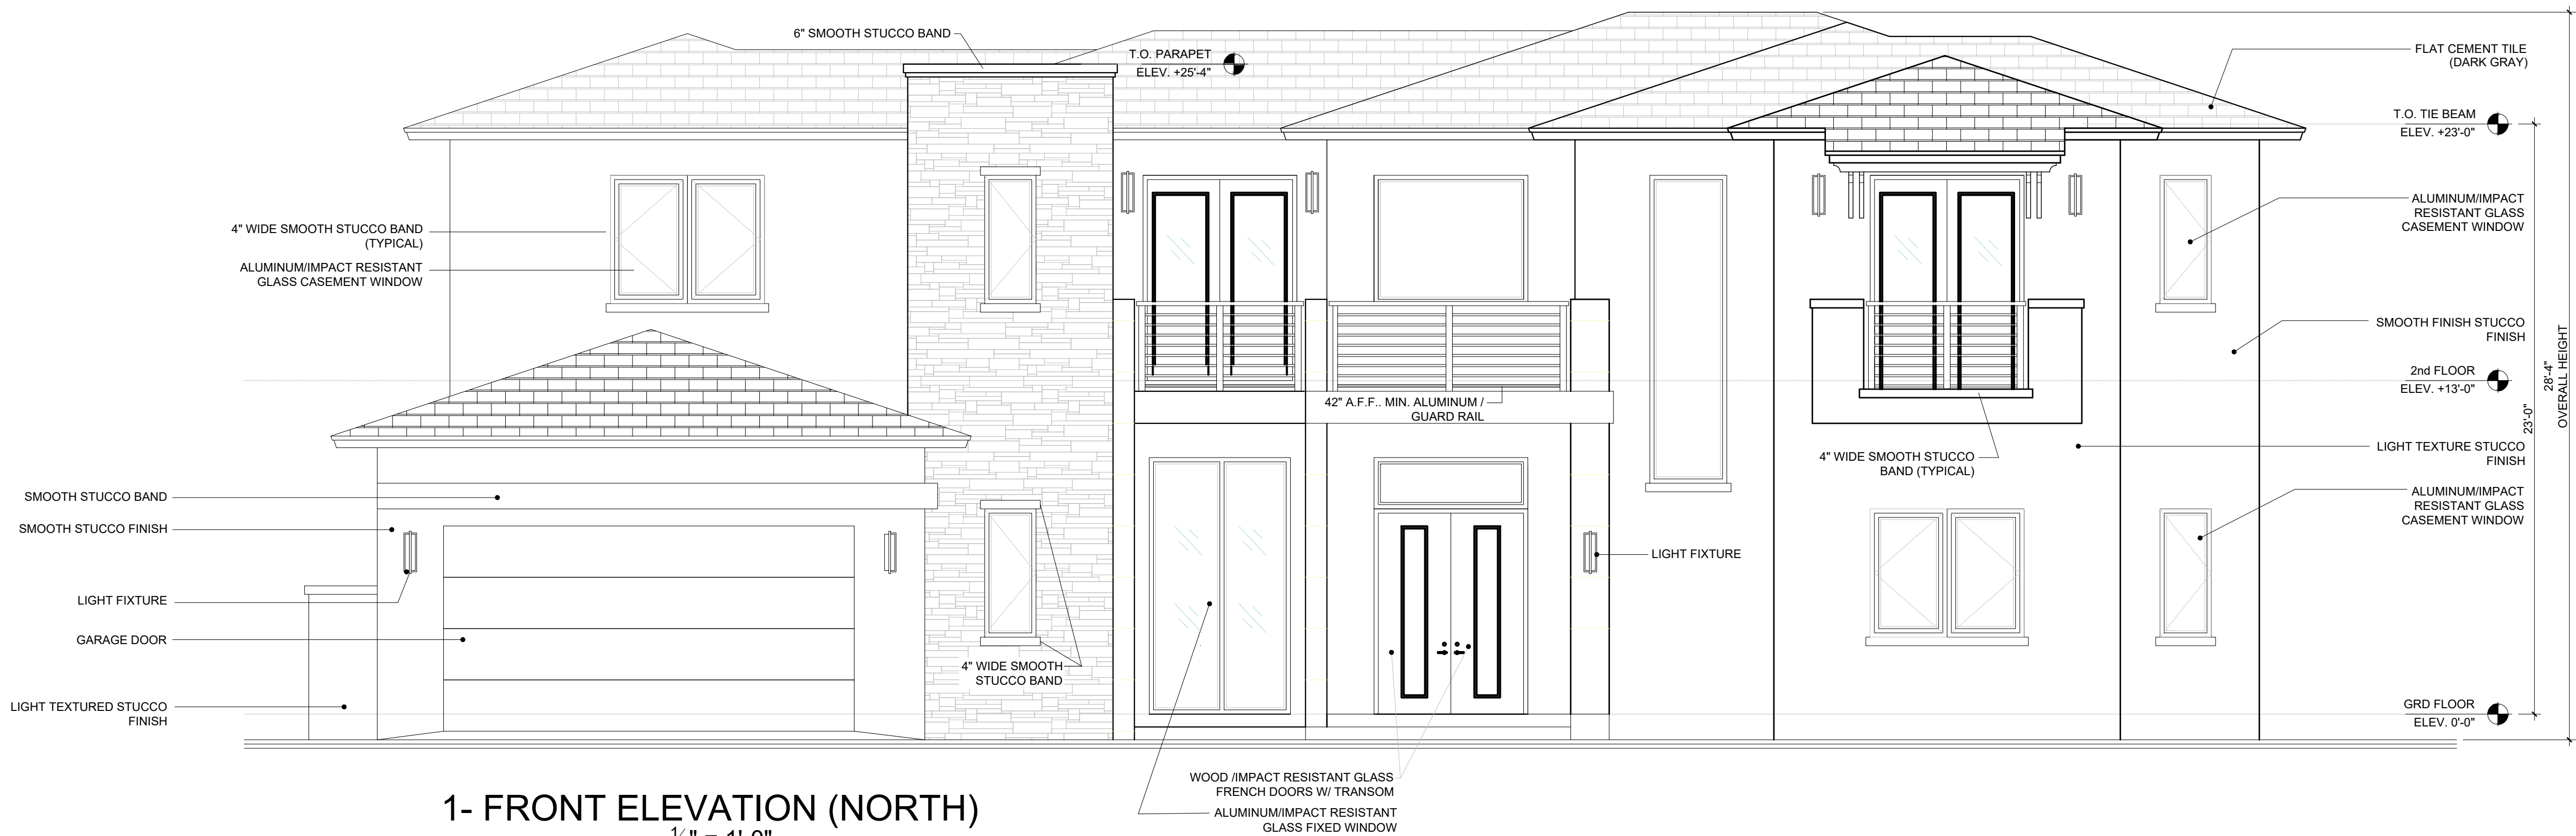 6" SMOOTH STUCCO BAND
T.O. PARAPET
ELEV. +25'-4"
FLAT CEMENT TILE
(DARK GRAY)
T.O. TIE BEAM
ELEV. +23'-0"
4" WIDE SMOOTH STUCCO BAND
(TYPICAL)
ALUMINUM/IMPACT RESISTANT
GLASS CASEMENT WINDOW
ALUMINUM/IMPACT
RESISTANT GLASS
CASEMENT WINDOW
SMOOTH FINISH STUCCO
FINISH
2nd FLOOR
ELEV. +13'-0"
28'-4"
OVERALL HEIGHT
23'-0"
42" A.F.F.. MIN. ALUMINUM /
GUARD RAIL
4" WIDE SMOOTH STUCCO
BAND (TYPICAL)
LIGHT TEXTURE STUCCO
FINISH
ALUMINUM/IMPACT
RESISTANT GLASS
CASEMENT WINDOW
SMOOTH STUCCO BAND
SMOOTH STUCCO FINISH
LIGHT FIXTURE
GARAGE DOOR
LIGHT TEXTURED STUCCO
FINISH
4" WIDE SMOOTH
STUCCO BAND
LIGHT FIXTURE
GRD FLOOR
ELEV. 0'-0"
WOOD /IMPACT RESISTANT GLASS
FRENCH DOORS W/ TRANSOM
ALUMINUM/IMPACT RESISTANT
GLASS FIXED WINDOW
1- FRONT ELEVATION (NORTH)
" = 1'-0"